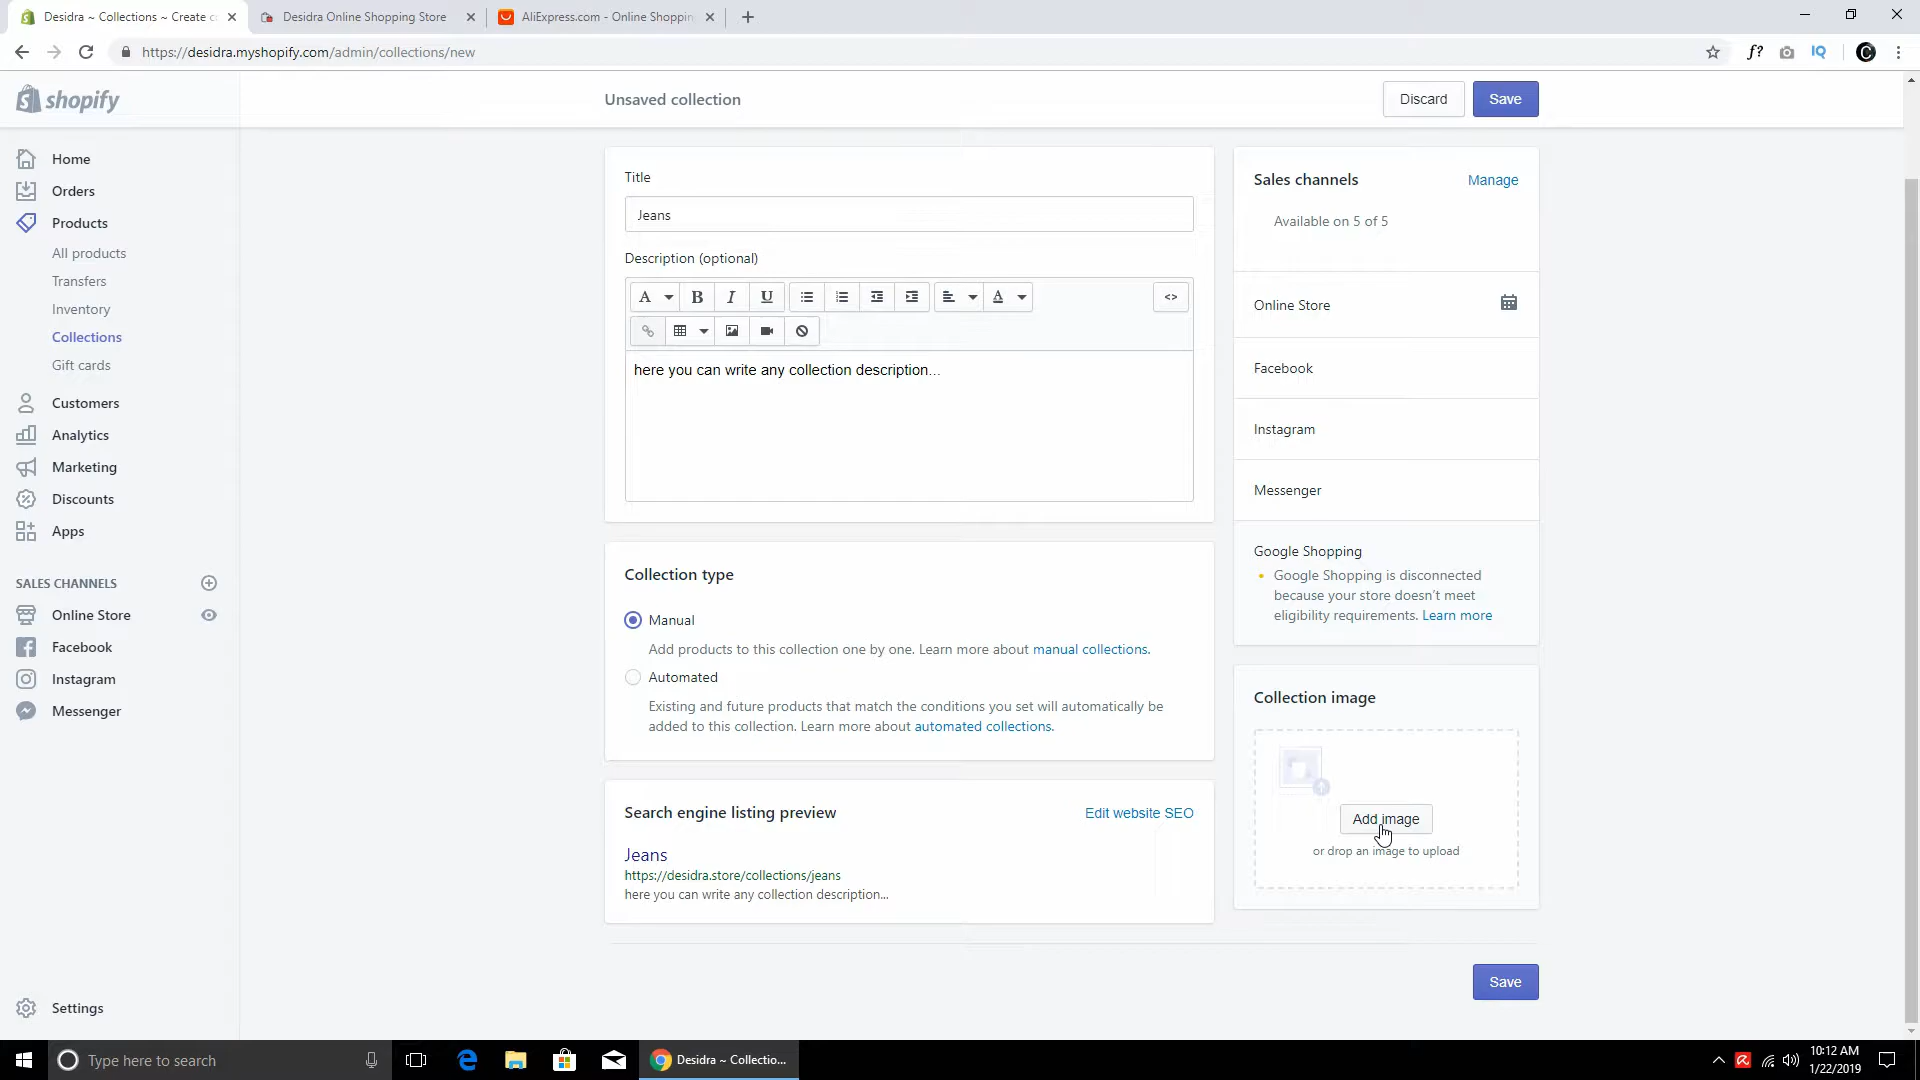 Desidra ~ Collections ~ Create c
Desidra Online Shopping Store
AliExpress.com - Online Shoppin
https://desidra.myshopify.com/admin/collections/new
f?
IQ
C
shopify
Unsaved collection
Discard
Save
Home
Orders
Products
All products
Transfers
Inventory
Collections
Gift cards
Customers
Analytics
Marketing
Discounts
Apps
SALES CHANNELS
Online Store
Facebook
Instagram
Messenger
Settings
Title
Jeans
Description (optional)
A B I U A <>
here you can write any collection description...
Collection type
Manual
Add products to this collection one by one. Learn more about manual collections.
Automated
Existing and future products that match the conditions you set will automatically be
added to this collection. Learn more about automated collections.
Search engine listing preview
Edit website SEO
Jeans
https://desidra.store/collections/jeans
here you can write any collection description...
Sales channels
Manage
Available on 5 of 5
Online Store
Facebook
Instagram
Messenger
Google Shopping
Google Shopping is disconnected
because your store doesn't meet
eligibility requirements. Learn more
Collection image
Add image
or drop an image to upload
Save
Type here to search
Desidra ~ Collectio...
10:12 AM
1/22/2019